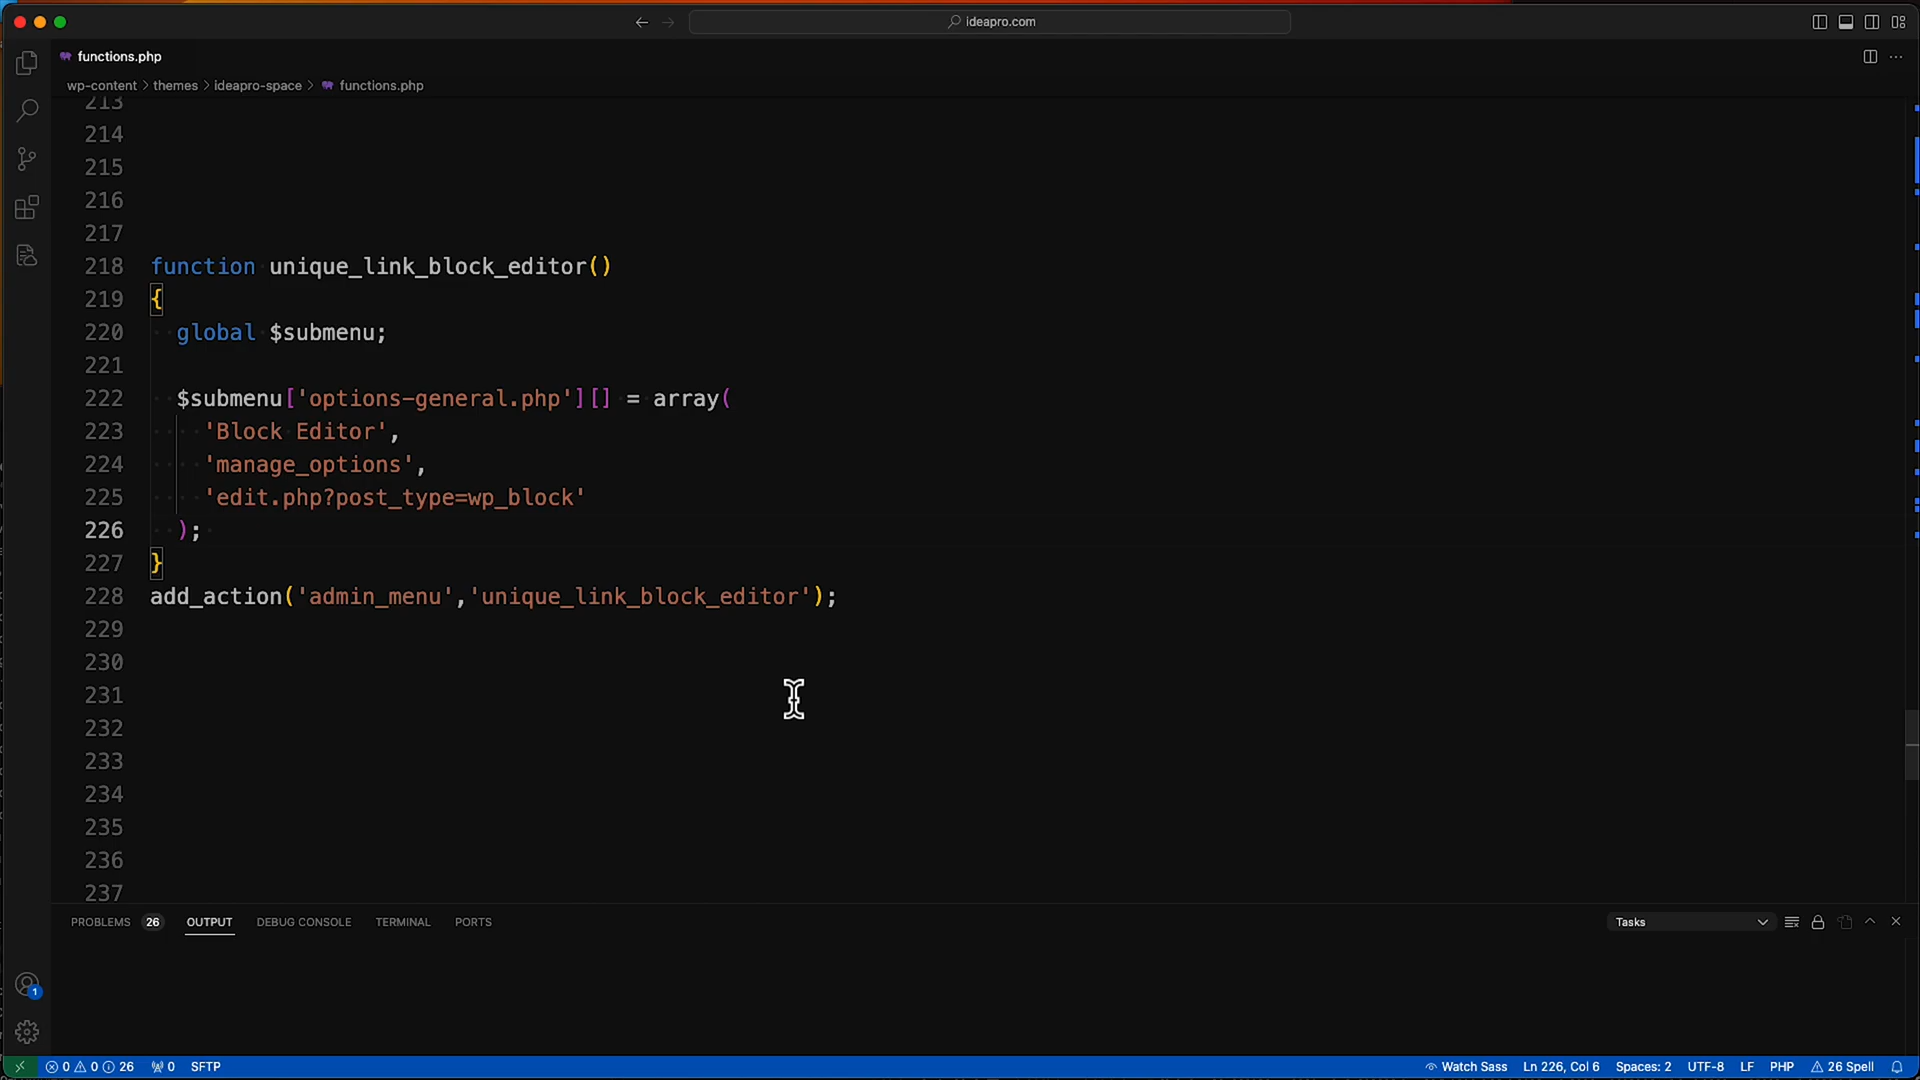 ideapro.com
functions.php
wp-content > themes > ideapro-space > functions.php
213
214
215
216
217
218 function unique_link_block_editor()
219 {
220 global $submenu;
221
222 $submenu['options-general.php'][] = array(
223 'Block Editor',
224 'manage_options',
225 'edit.php?post_type=wp_block'
226 );
227 }
228 add_action('admin_menu','unique_link_block_editor');
229
230
231
232
233
234
235
236
237
PROBLEMS 26 OUTPUT DEBUG CONSOLE TERMINAL PORTS Tasks
1
0 0 26 0 SFTP Watch Sass Ln 226, Col 6 Spaces: 2 UTF-8 LF PHP 26 Spell